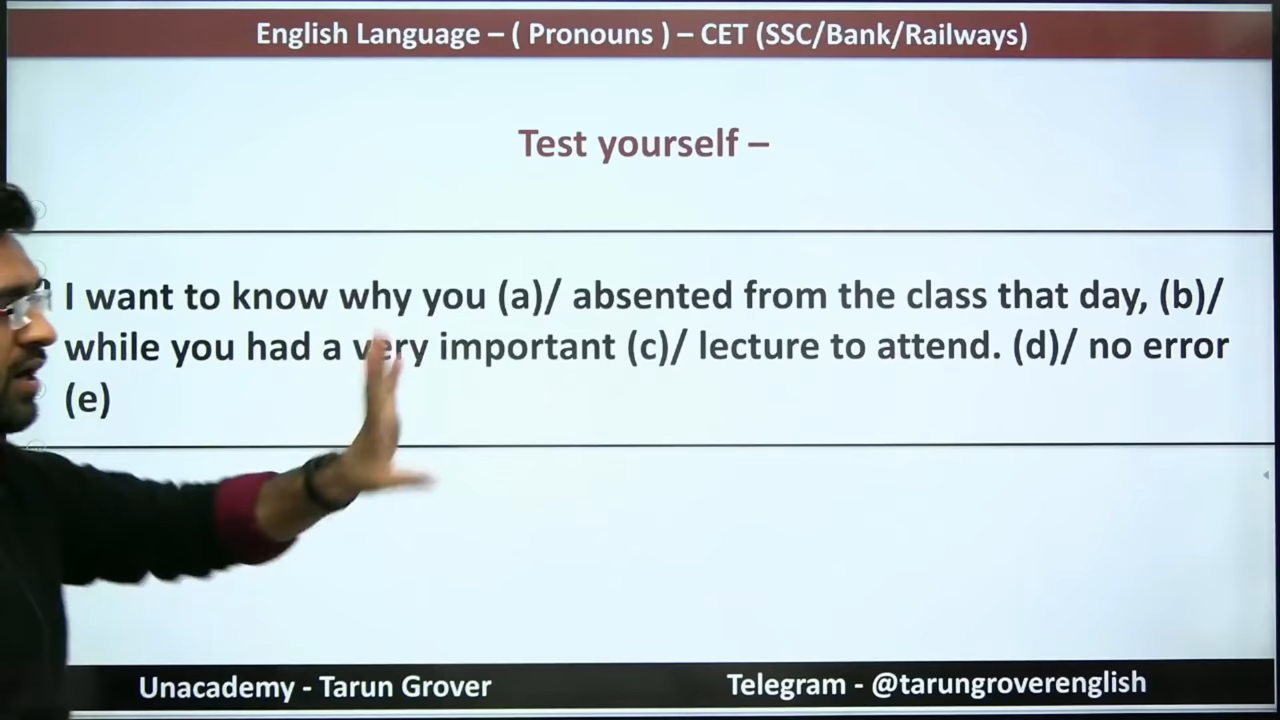 English Language – ( Pronouns ) – CET (SSC/Bank/Railways)
Test yourself –
I want to know why you (a)/ absented from the class that day, (b)/
while you had a very important (c)/ lecture to attend. (d)/ no error
(e)
Unacademy - Tarun Grover
Telegram - @tarungroverenglish